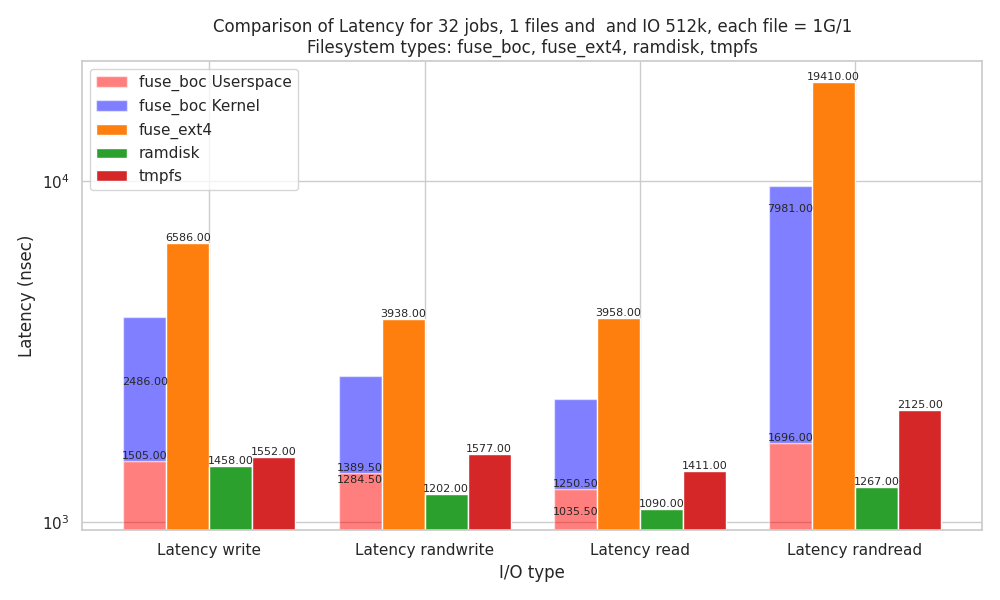 Comparison of Latency for 32 jobs, 1 files and  and IO 512k, each file = 1G/1
Filesystem types: fuse_boc, fuse_ext4, ramdisk, tmpfs
fuse_boc Userspace
fuse_boc Kernel
fuse_ext4
ramdisk
tmpfs
Latency (nsec)
10⁴
10³
2486.00
1505.00
6586.00
1458.00
1552.00
1389.50
1284.50
3938.00
1202.00
1577.00
1250.50
1035.50
3958.00
1090.00
1411.00
7981.00
1696.00
19410.00
1267.00
2125.00
Latency write
Latency randwrite
Latency read
Latency randread
I/O type